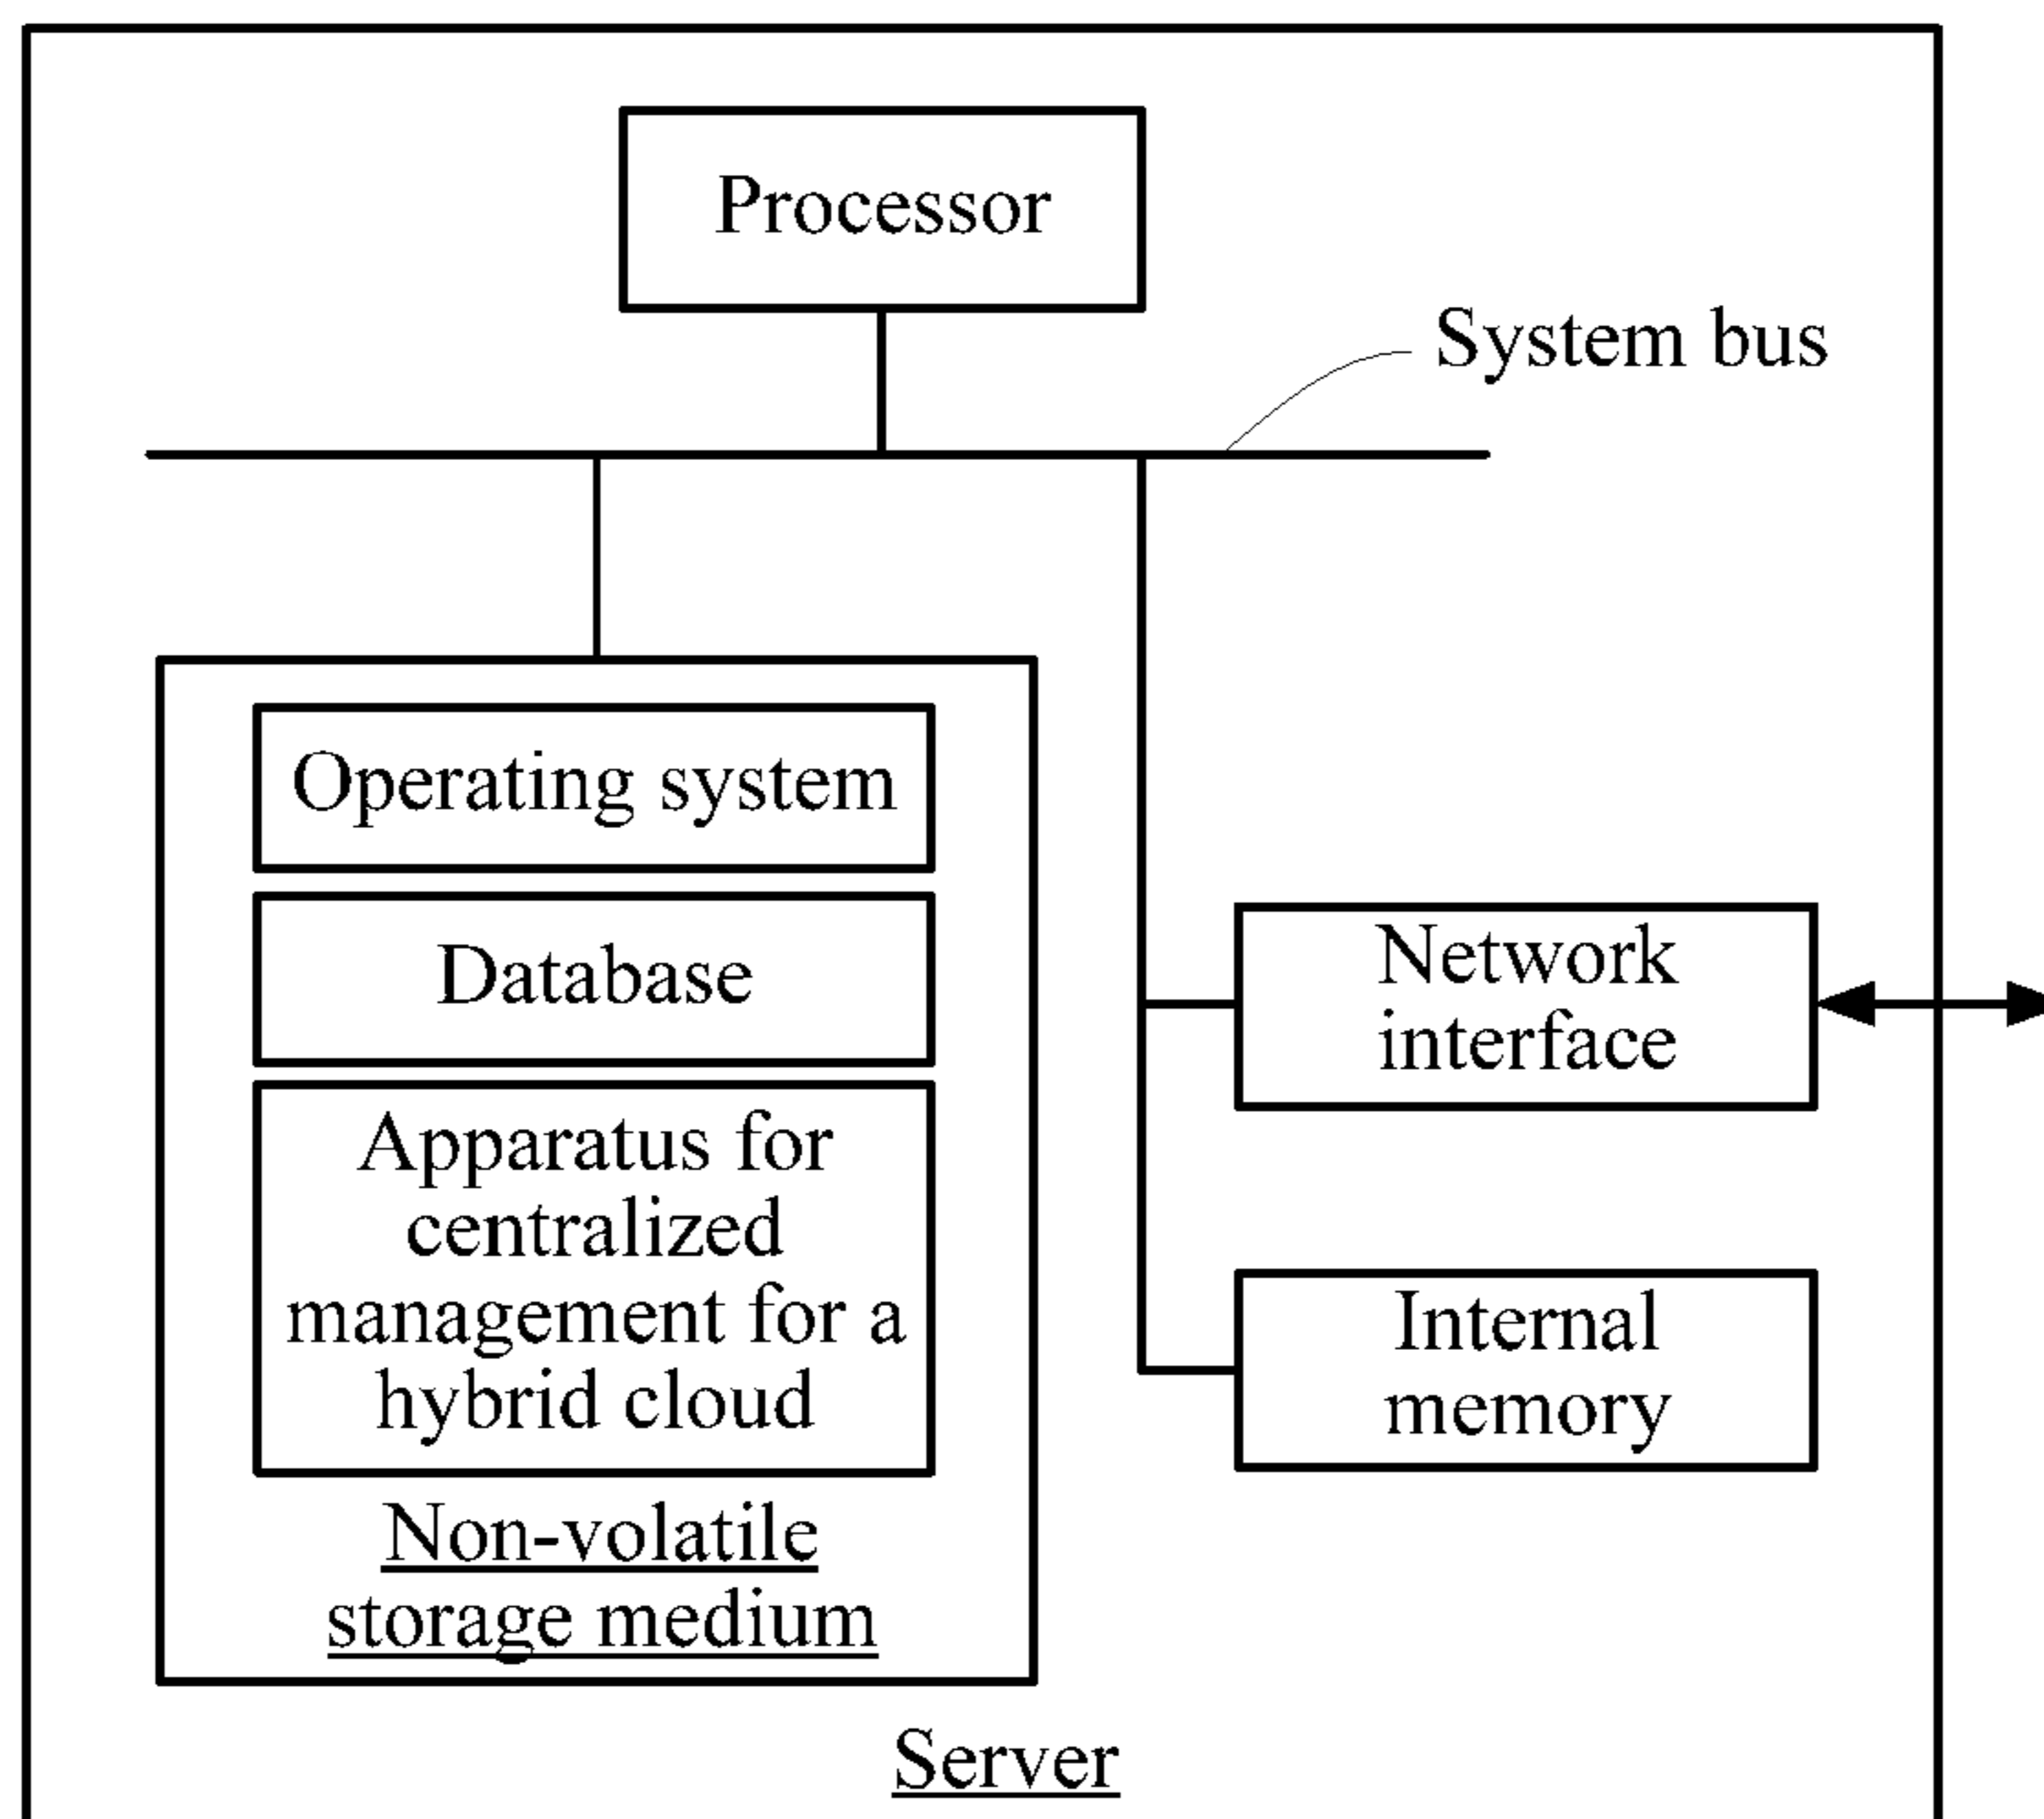 Processor
System bus
Operating system
Database
Apparatus for
centralized
management for a
hybrid cloud
Non-volatile
storage medium
Network
interface
Internal
memory
Server